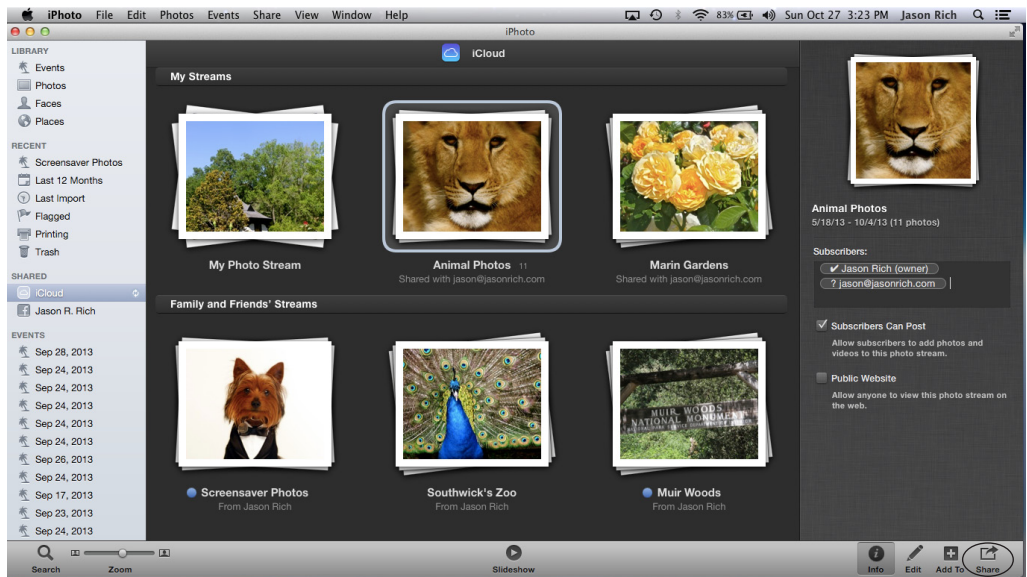 iPhoto File Edit Photos Events Share View Window Help 83% Sun Oct 27 3:23 PM Jason Rich
iPhoto
LIBRARY
Events
Photos
Faces
Places
RECENT
Screensaver Photos
Last 12 Months
Last Import
Flagged
Printing
Trash
SHARED
iCloud
Jason R. Rich
EVENTS
Sep 28, 2013
Sep 24, 2013
Sep 24, 2013
Sep 24, 2013
Sep 24, 2013
Sep 24, 2013
Sep 26, 2013
Sep 24, 2013
Sep 17, 2013
Sep 23, 2013
Sep 24, 2013
iCloud
My Streams
My Photo Stream
Animal Photos 11
Shared with jason@jasonrich.com
Marin Gardens
Shared with jason@jasonrich.com
Family and Friends' Streams
MUIR WOODS
NATIONAL MONUMENT
Screensaver Photos
From Jason Rich
Southwick's Zoo
From Jason Rich
Muir Woods
From Jason Rich
Animal Photos
5/18/13 - 10/4/13 (11 photos)
Subscribers:
✔ Jason Rich (owner)
? jason@jasonrich.com
Subscribers Can Post
Allow subscribers to add photos and
videos to this photo stream.
Public Website
Allow anyone to view this photo stream on
the web.
Search Zoom Slideshow Info Edit Add To Share